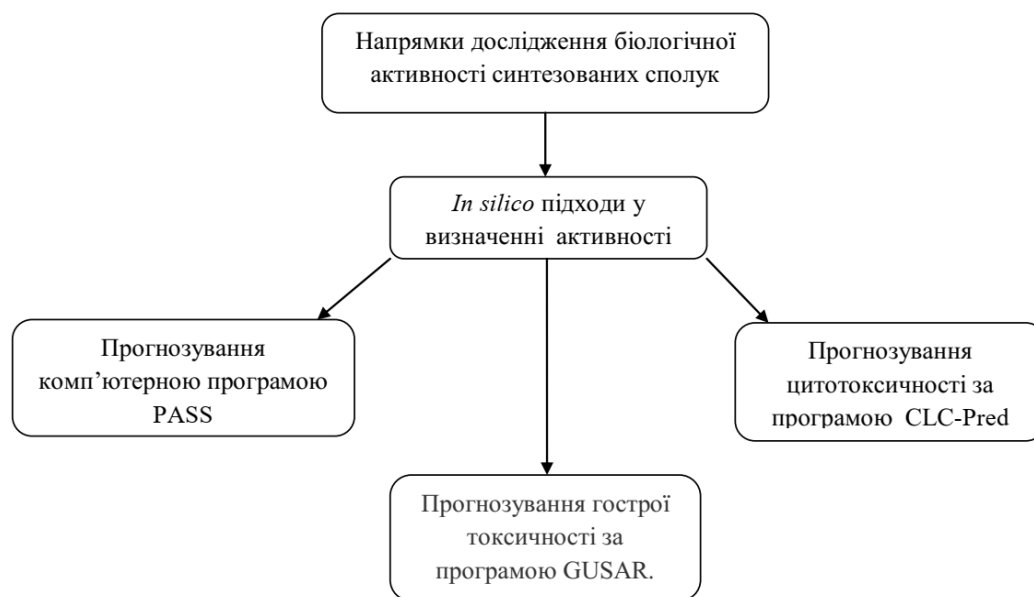 Напрямки дослідження біологічної
активності синтезованих сполук
In silico підходи у
визначенні активності
Прогнозування
комп’ютерною програмою
PASS
Прогнозування
цитотоксичності за
програмою CLC-Pred
Прогнозування гострої
токсичності за
програмою GUSAR.